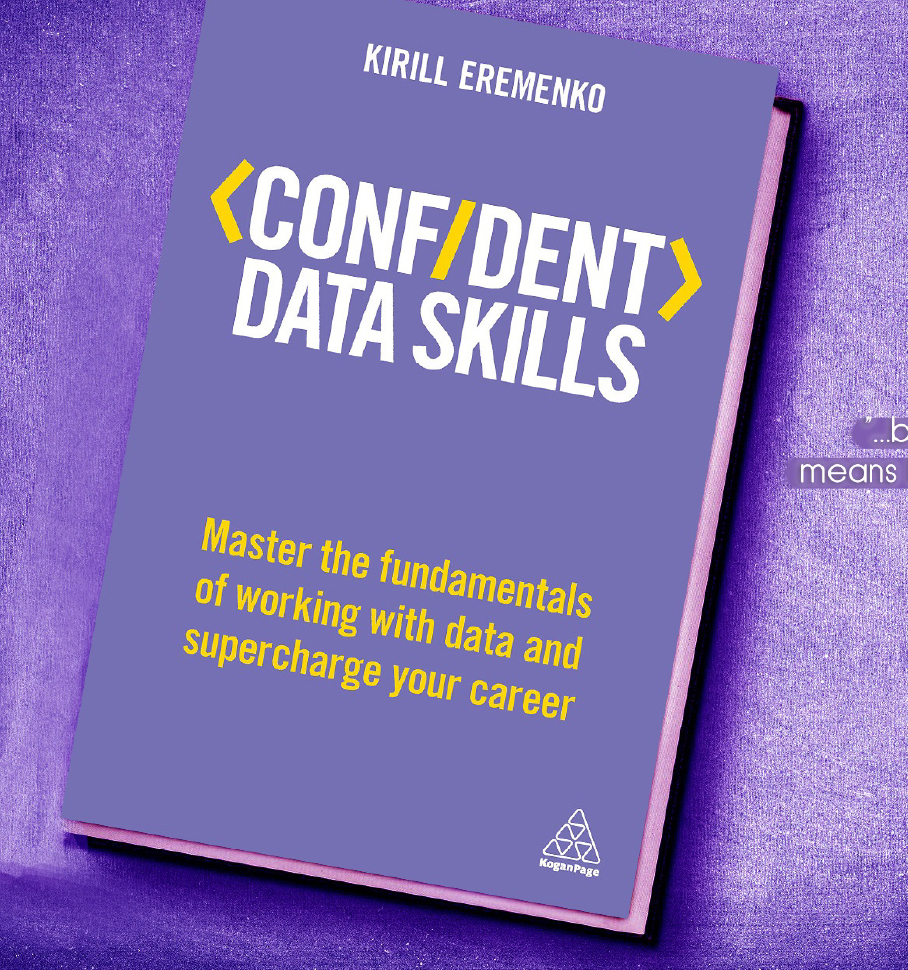 KIRILL EREMENKO
<CONF/DENT>
DATA SKILLS
Master the fundamentals
of working with data and
supercharge your career
KoganPage
"...b
means